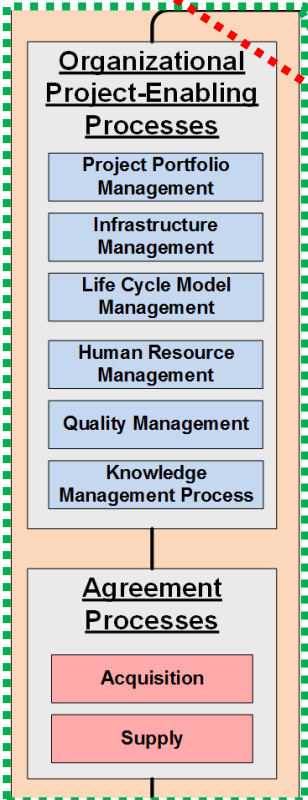 Organizational
Project-Enabling
Processes
Project Portfolio
Management
Infrastructure
Management
Life Cycle Model
Management
Human Resource
Management
Quality Management
Knowledge
Management Process
Agreement
Processes
Acquisition
Supply